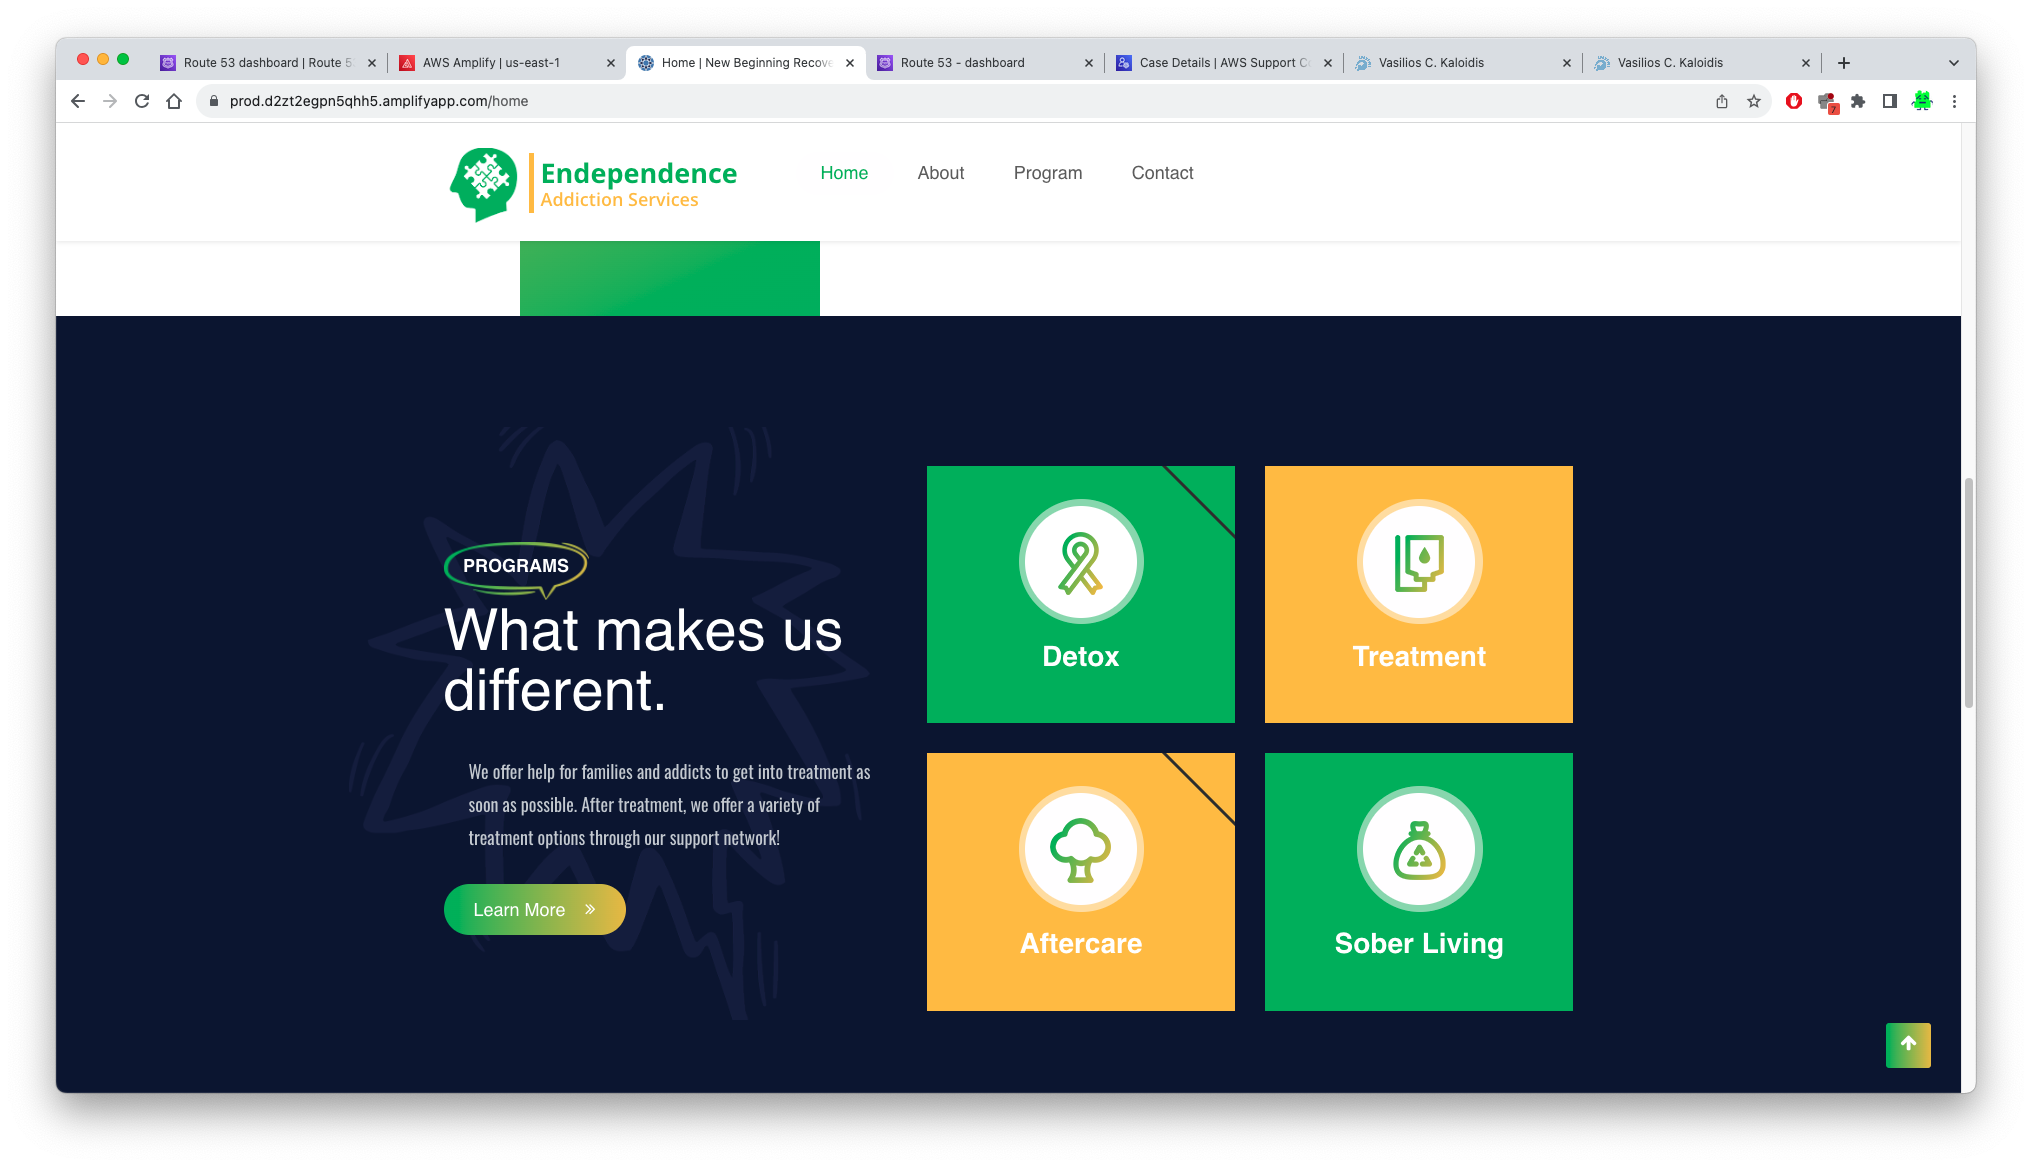 Route 53 dashboard | Route 5
AWS Amplify | us-east-1
Home | New Beginning Recove
Route 53 - dashboard
Case Details | AWS Support C
Vasilios C. Kaloidis
Vasilios C. Kaloidis
prod.d2zt2egpn5qhh5.amplifyapp.com/home
7
Endependence
Addiction Services
Home
About
Program
Contact
PROGRAMS
What makes us
different.
We offer help for families and addicts to get into treatment as
soon as possible. After treatment, we offer a variety of
treatment options through our support network!
Learn More
Detox
Treatment
Aftercare
Sober Living